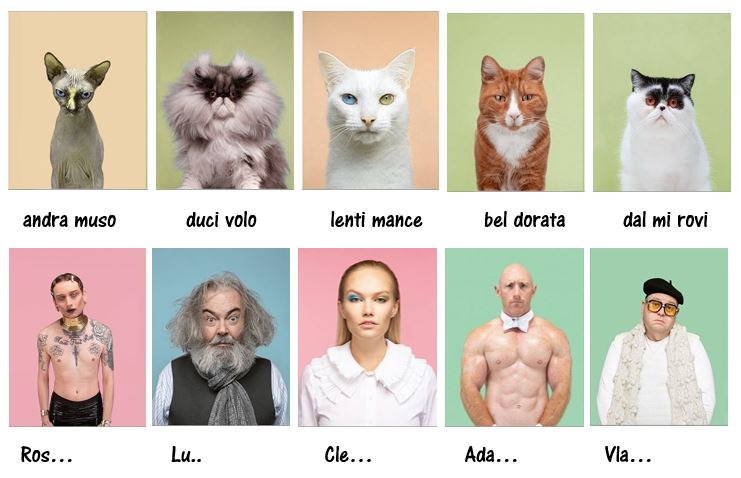 andra muso
duci volo
lenti mance
bel dorata
dal mi rovi
Ros...
Lu..
Cle...
Ada...
Vla...